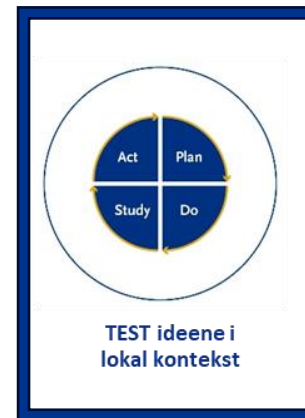 Act Plan
Study Do
TEST ideene i
lokal kontekst